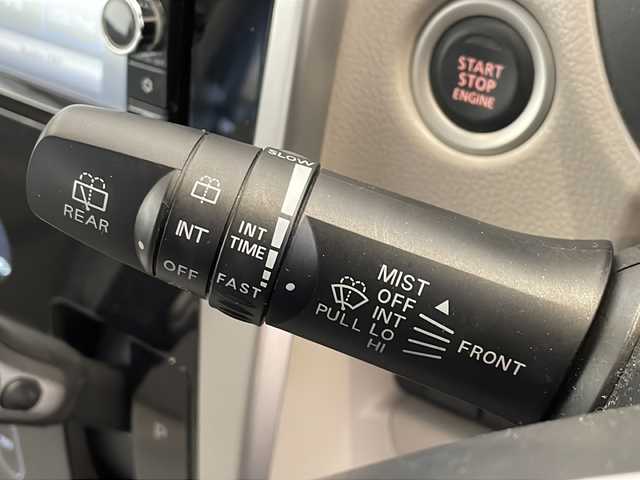 START
STOP
ENGINE
REAR
INT
OFF
SLOW
INT
TIME
FAST
MIST
OFF
INT
PULL LO
HI
FRONT
P